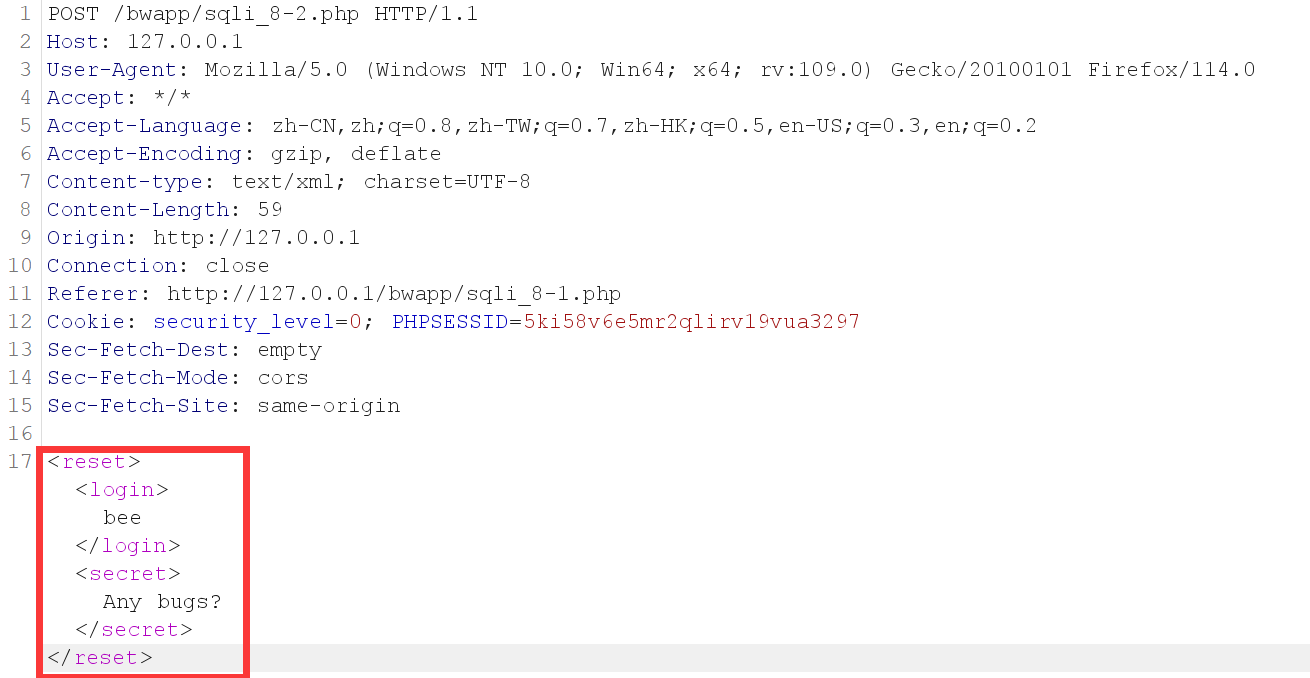 1 POST /bwapp/sqli_8-2.php HTTP/1.1
2 Host: 127.0.0.1
3 User-Agent: Mozilla/5.0 (Windows NT 10.0; Win64; x64; rv:109.0) Gecko/20100101 Firefox/114.0
4 Accept: */*
5 Accept-Language: zh-CN,zh;q=0.8,zh-TW;q=0.7,zh-HK;q=0.5,en-US;q=0.3,en;q=0.2
6 Accept-Encoding: gzip, deflate
7 Content-type: text/xml; charset=UTF-8
8 Content-Length: 59
9 Origin: http://127.0.0.1
10 Connection: close
11 Referer: http://127.0.0.1/bwapp/sqli_8-1.php
12 Cookie: security_level=0; PHPSESSID=5ki58v6e5mr2qlirv19vua3297
13 Sec-Fetch-Dest: empty
14 Sec-Fetch-Mode: cors
15 Sec-Fetch-Site: same-origin
16
17 <reset>
<login>
bee
</login>
<secret>
Any bugs?
</secret>
</reset>